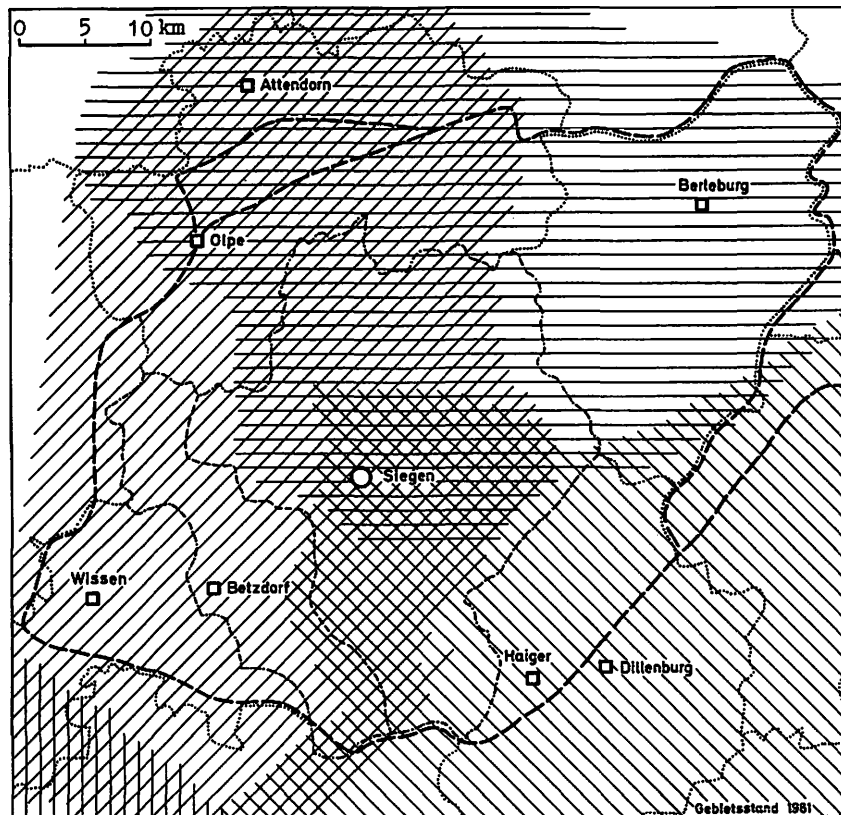 0 5 10 km
Attendorn
Berleburg
Olpe
Siegen
Wissen
Betzdorf
Haiger
Dillenburg
Gebietsstand 1981